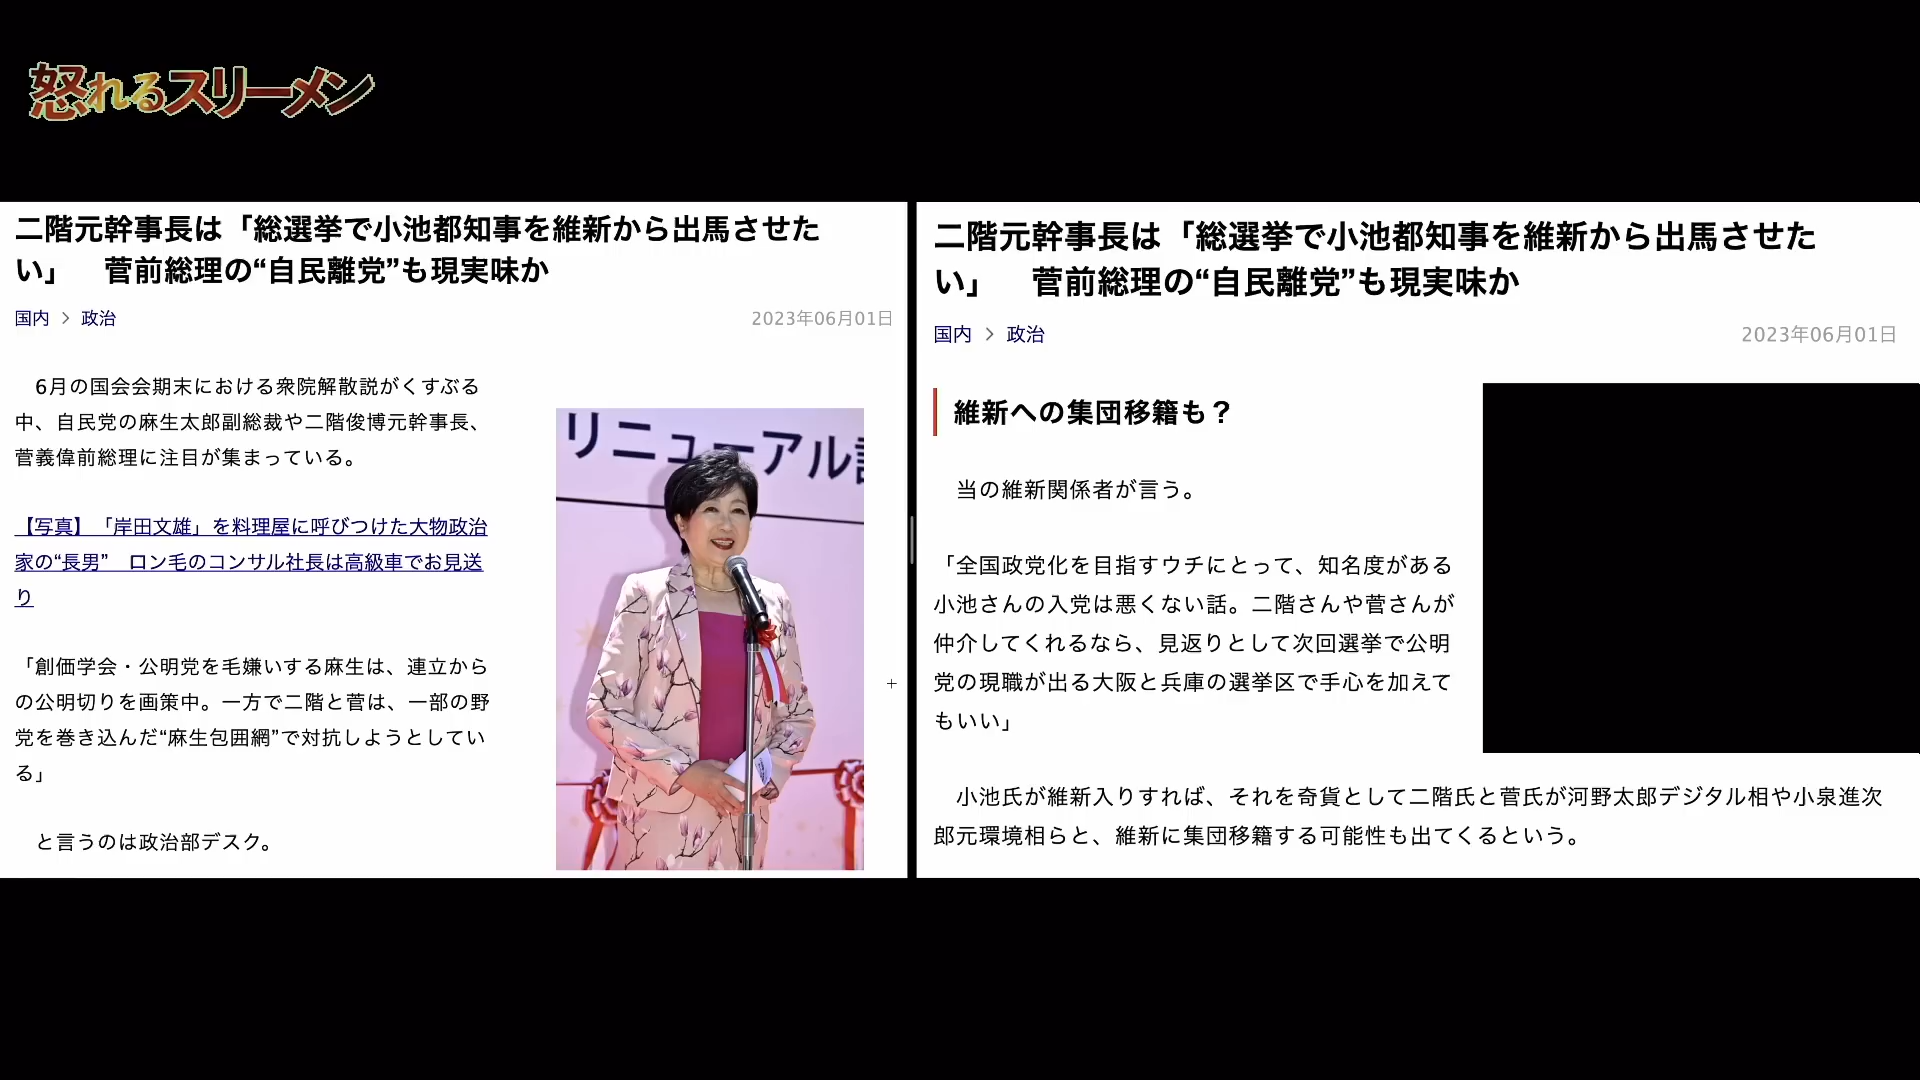 怒れるスリーメン
二階元幹事長は「総選挙で小池都知事を維新から出馬させた
い」　菅前総理の“自民離党”も現実味か
国内 > 政治
2023年06月01日
　6月の国会会期末における衆院解散説がくすぶる
中、自民党の麻生太郎副総裁や二階俊博元幹事長、
菅義偉前総理に注目が集まっている。
【写真】「岸田文雄」を料理屋に呼びつけた大物政治
家の“長男”　ロン毛のコンサル社長は高級車でお見送
り
「創価学会・公明党を毛嫌いする麻生は、連立から
の公明切りを画策中。一方で二階と菅は、一部の野
党を巻き込んだ“麻生包囲網”で対抗しようとしてい
る」
　と言うのは政治部デスク。
リニューアル
二階元幹事長は「総選挙で小池都知事を維新から出馬させた
い」　菅前総理の“自民離党”も現実味か
国内 > 政治
2023年06月01日
維新への集団移籍も？
　当の維新関係者が言う。
「全国政党化を目指すウチにとって、知名度がある
小池さんの入党は悪くない話。二階さんや菅さんが
仲介してくれるなら、見返りとして次回選挙で公明
党の現職が出る大阪と兵庫の選挙区で手心を加えて
もいい」
　小池氏が維新入りすれば、それを奇貨として二階氏と菅氏が河野太郎デジタル相や小泉進次
郎元環境相らと、維新に集団移籍する可能性も出てくるという。